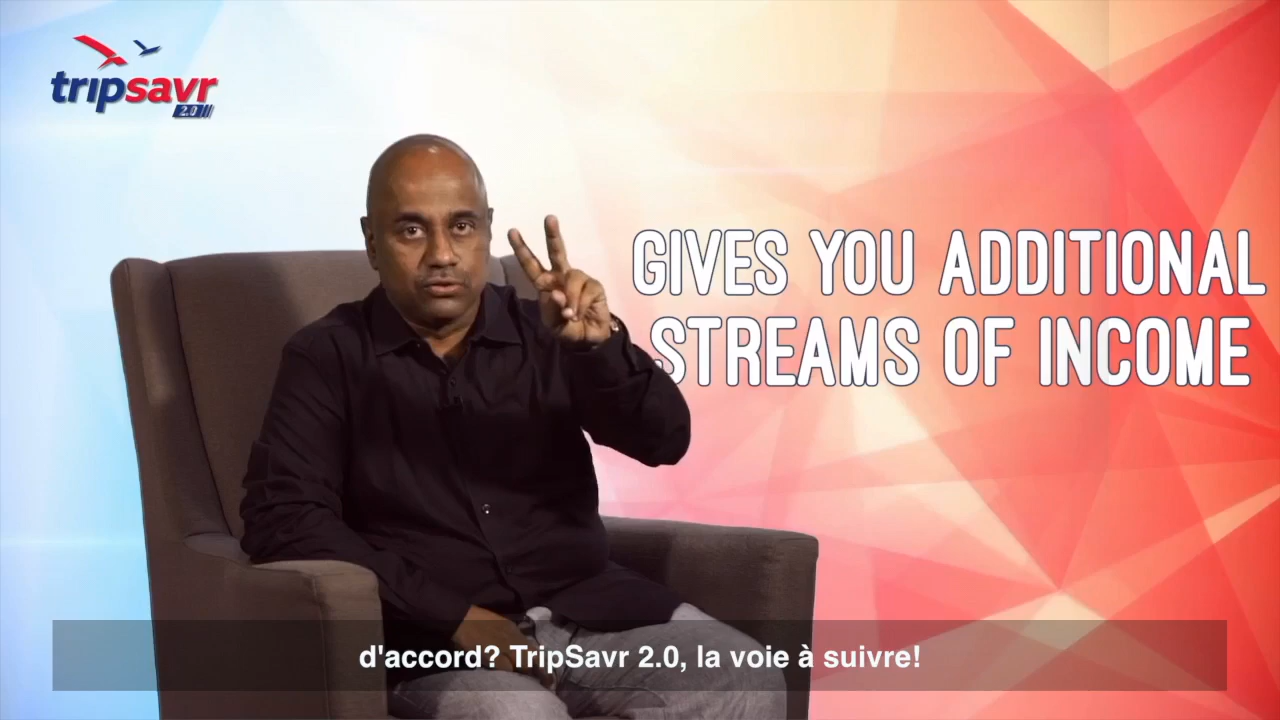 tripsavr
2.0
GIVES YOU ADDITIONAL
STREAMS OF INCOME
d'accord? TripSavr 2.0, la voie à suivre!